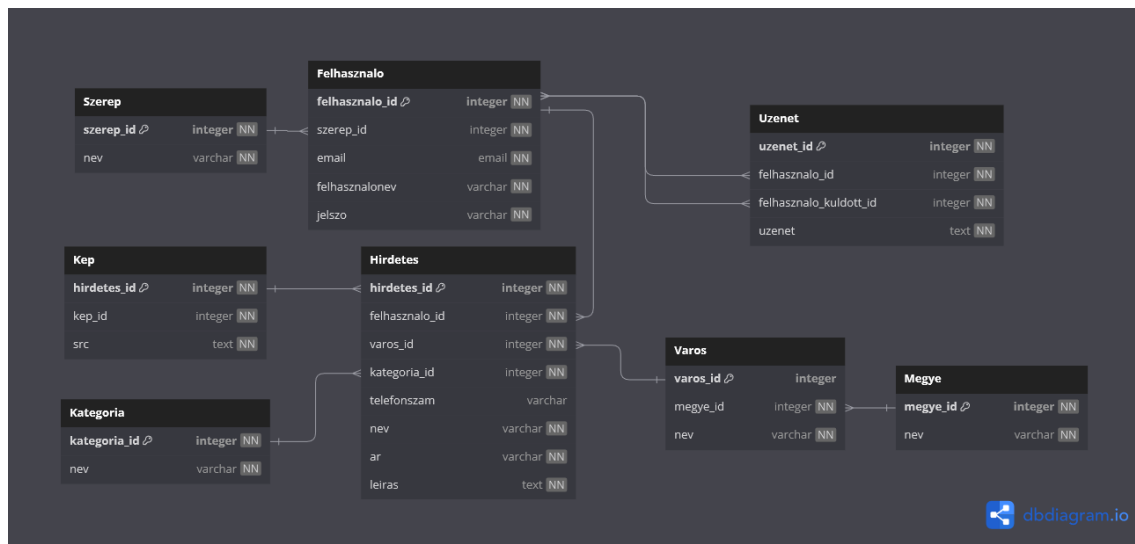 Szerep
szerep_id integer NN
nev varchar NN
Felhasznalo
felhasznalo_id integer NN
szerep_id integer NN
email email NN
felhasznalonev varchar NN
jelszo varchar NN
Uzenet
uzenet_id integer NN
felhasznalo_id integer NN
felhasznalo_kuldott_id integer NN
uzenet text NN
Kep
hirdetes_id integer NN
kep_id integer NN
src text NN
Hirdetes
hirdetes_id integer NN
felhasznalo_id integer NN
varos_id integer NN
kategoria_id integer NN
telefonszam varchar
nev varchar NN
ar varchar NN
leiras text NN
Kategoria
kategoria_id integer NN
nev varchar NN
Varos
varos_id integer
megye_id integer NN
nev varchar NN
Megye
megye_id integer NN
nev varchar NN
dbdiagram.io